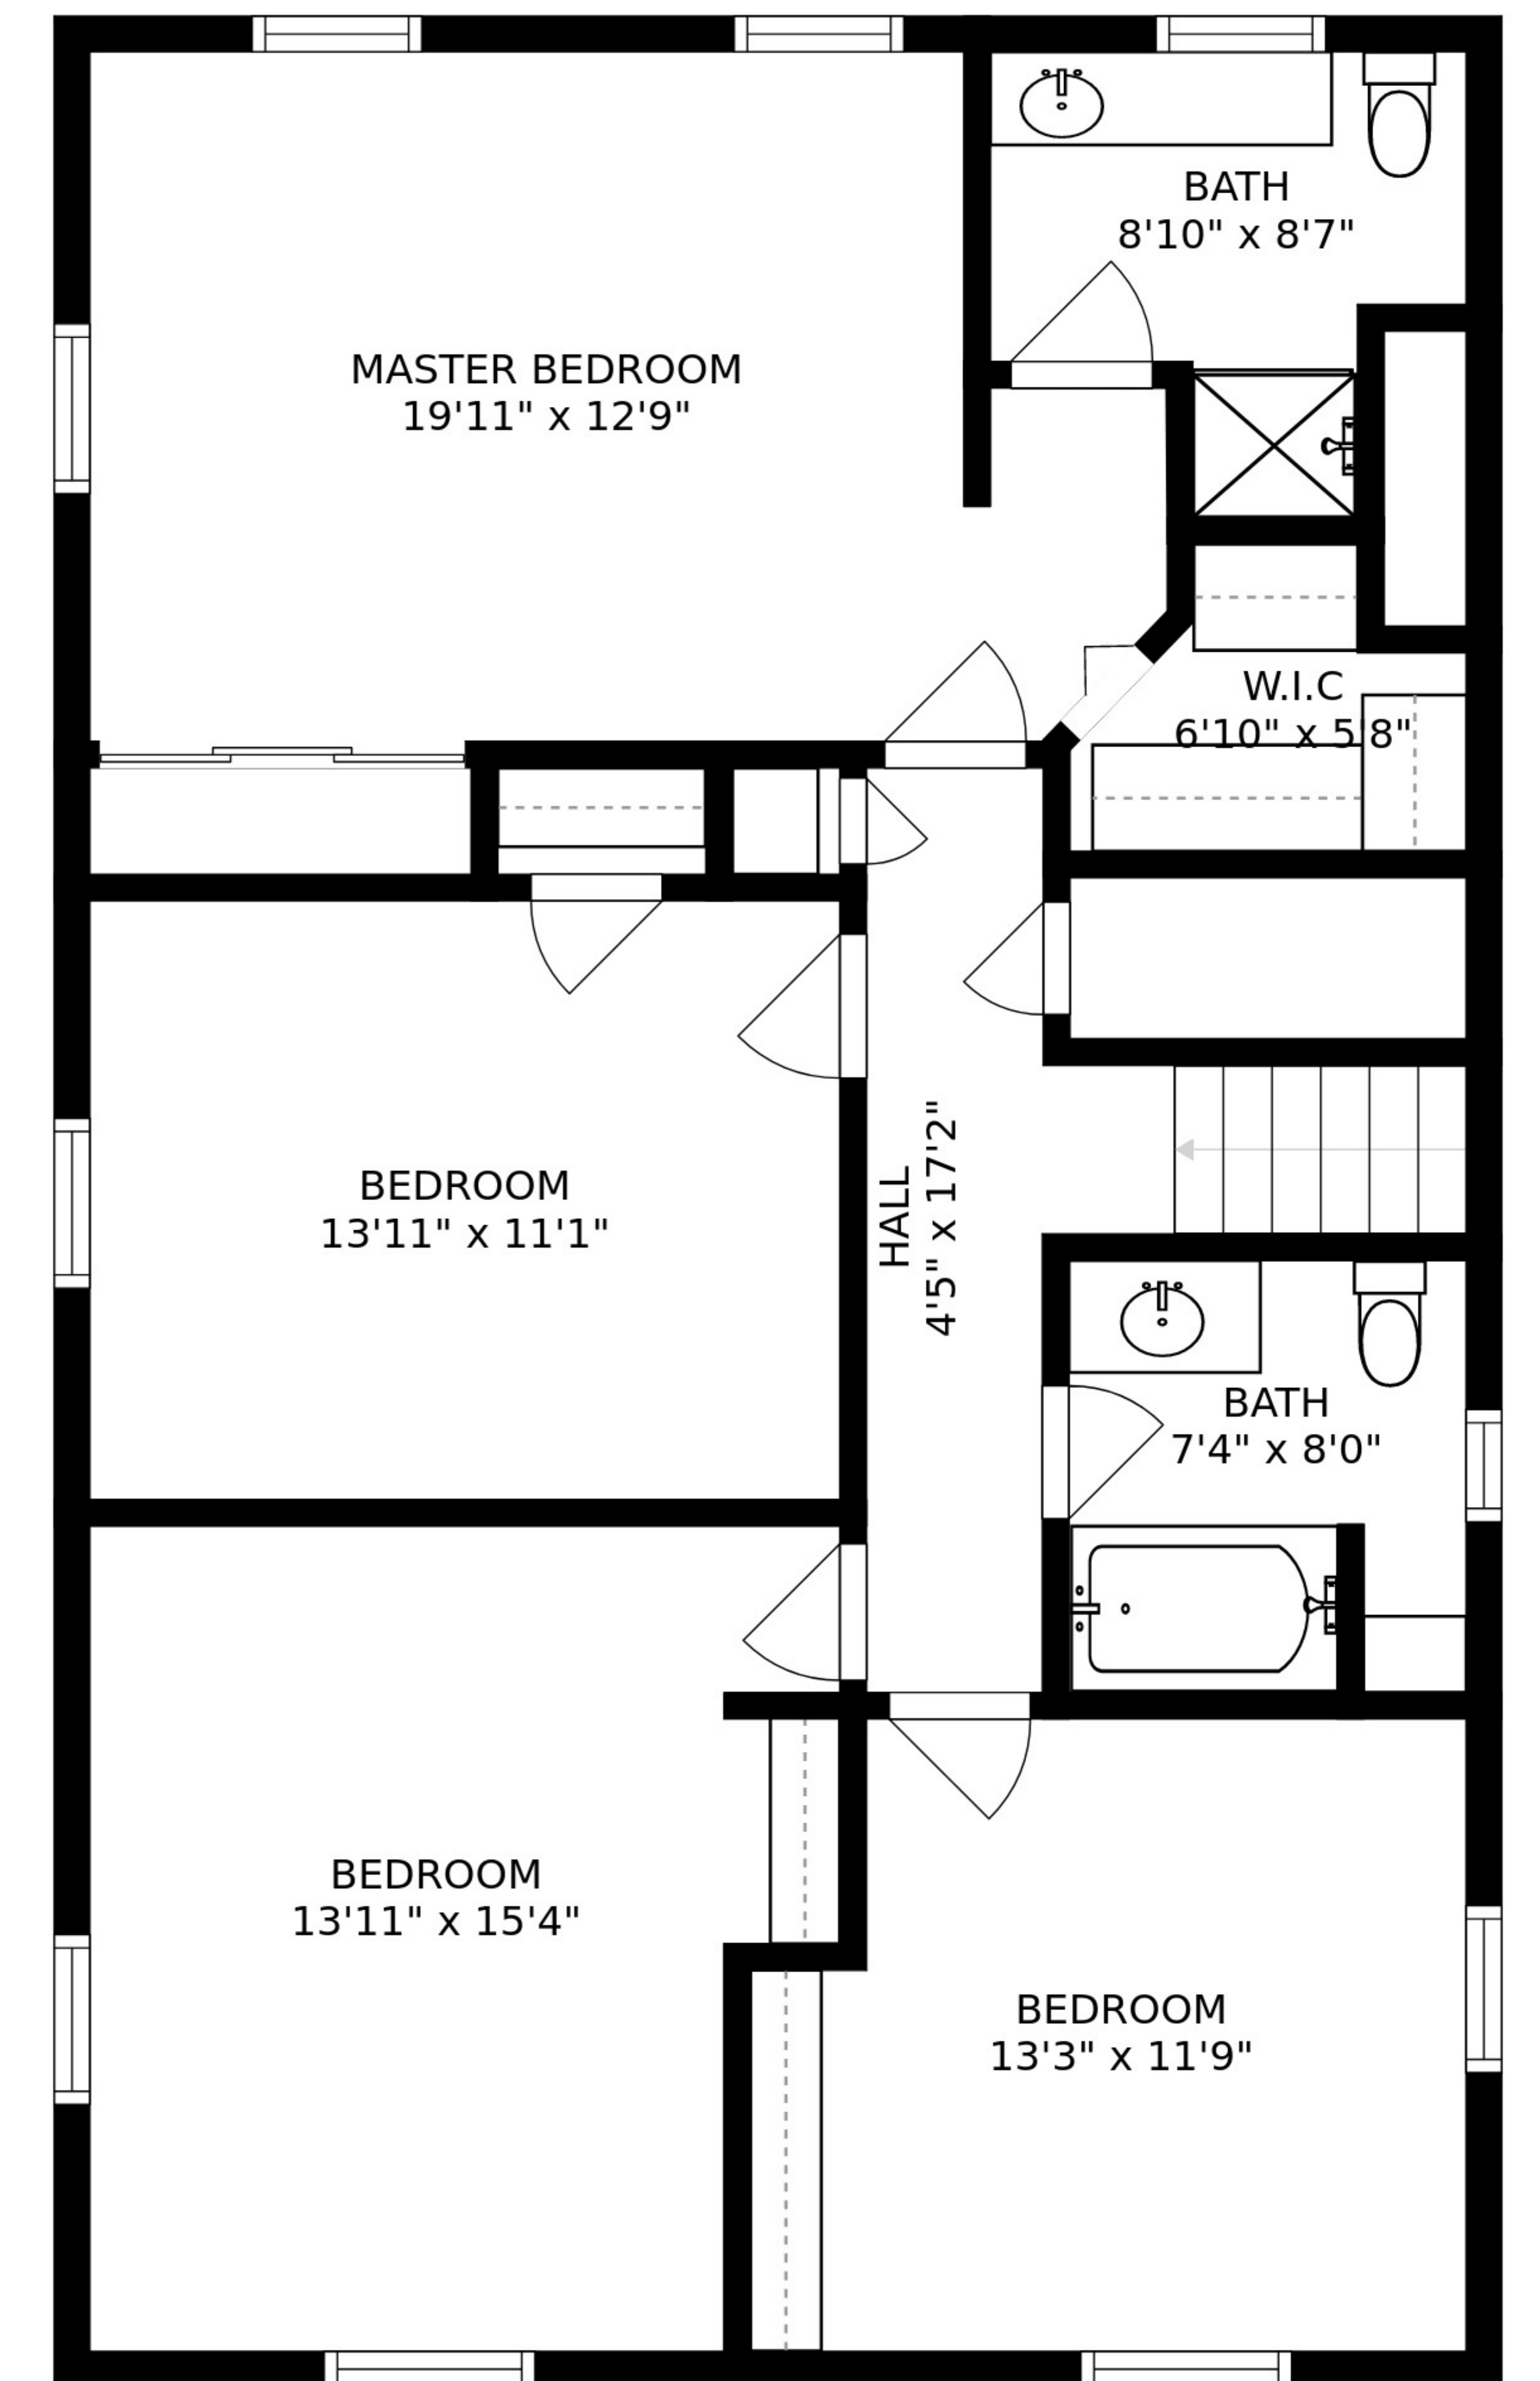 BATH
8'10" x 8'7"
MASTER BEDROOM
19'11" x 12'9"
W.I.C
6'10" x 5'8"
BEDROOM
13'11" x 11'1"
HALL
4'5" x 17'2"
BATH
7'4" x 8'0"
BEDROOM
13'11" x 15'4"
BEDROOM
13'3" x 11'9"